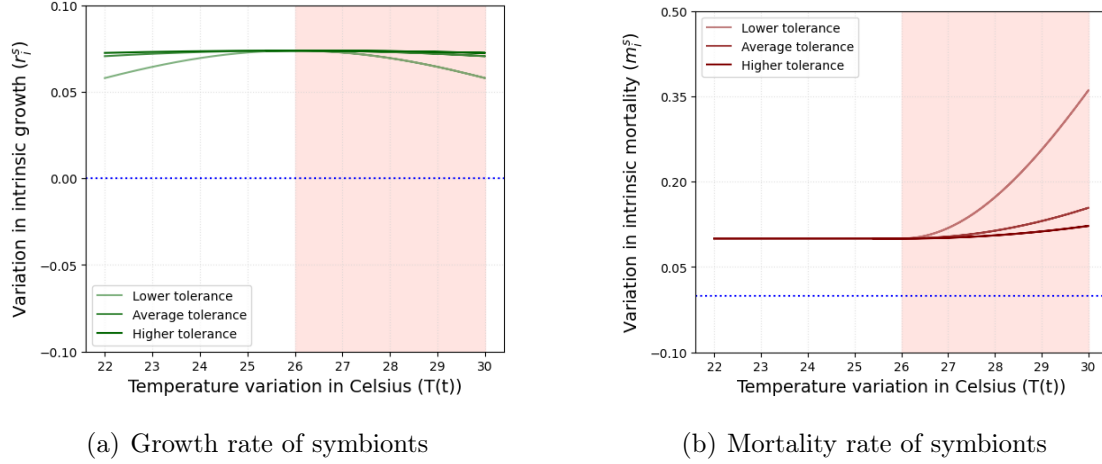 0.10
0.05
0.00
−0.05
−0.10
Variation in intrinsic growth (r_i^s)
Lower tolerance
Average tolerance
Higher tolerance
22 23 24 25 26 27 28 29 30
Temperature variation in Celsius (T(t))
(a) Growth rate of symbionts
0.50
0.35
0.20
0.05
−0.10
Variation in intrinsic mortality (m_i^s)
Lower tolerance
Average tolerance
Higher tolerance
22 23 24 25 26 27 28 29 30
Temperature variation in Celsius (T(t))
(b) Mortality rate of symbionts